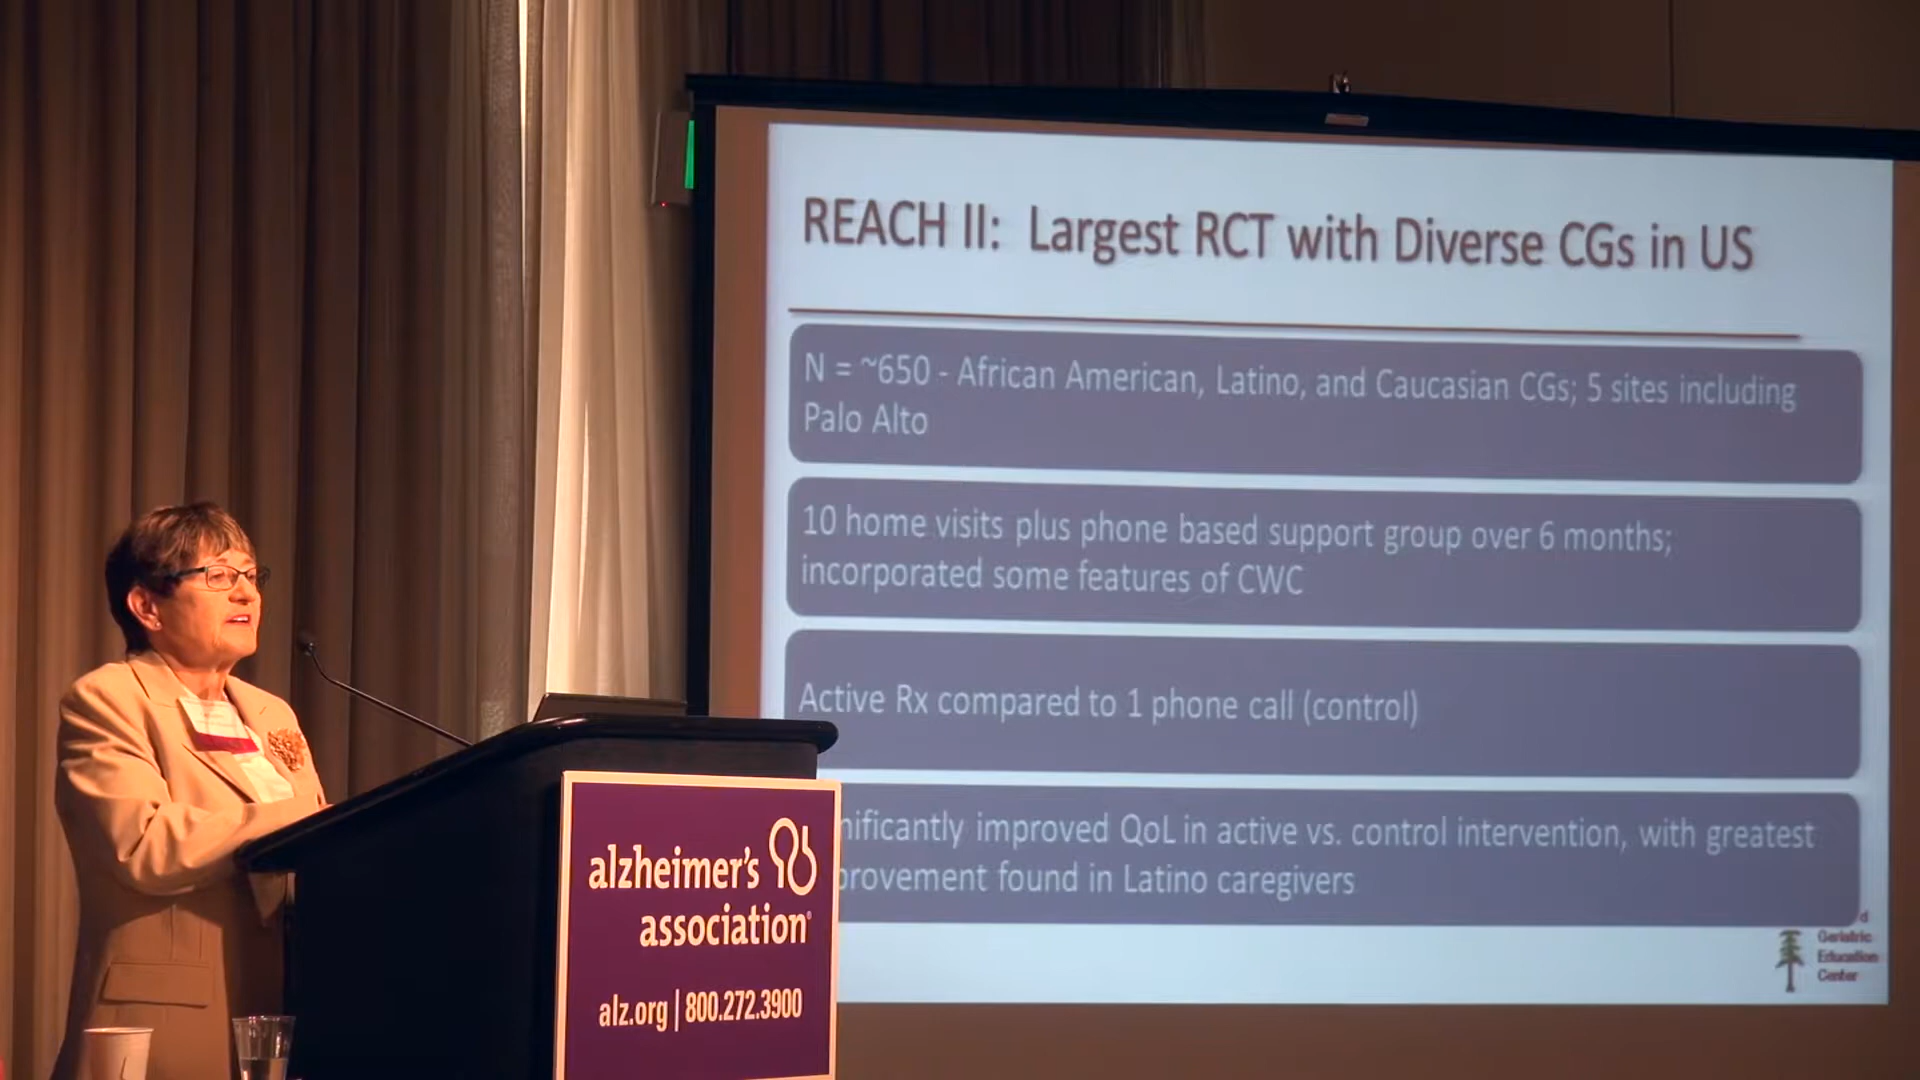 REACH II: Largest RCT with Diverse CGs in US
N = ~650 - African American, Latino, and Caucasian CGs; 5 sites including
Palo Alto
10 home visits plus phone based support group over 6 months;
incorporated some features of CWC
Active Rx compared to 1 phone call (control)
nificantly improved QoL in active vs. control intervention, with greatest
provement found in Latino caregivers
d
Geriatric
Education
Center
alzheimer's
association®
alz.org | 800.272.3900